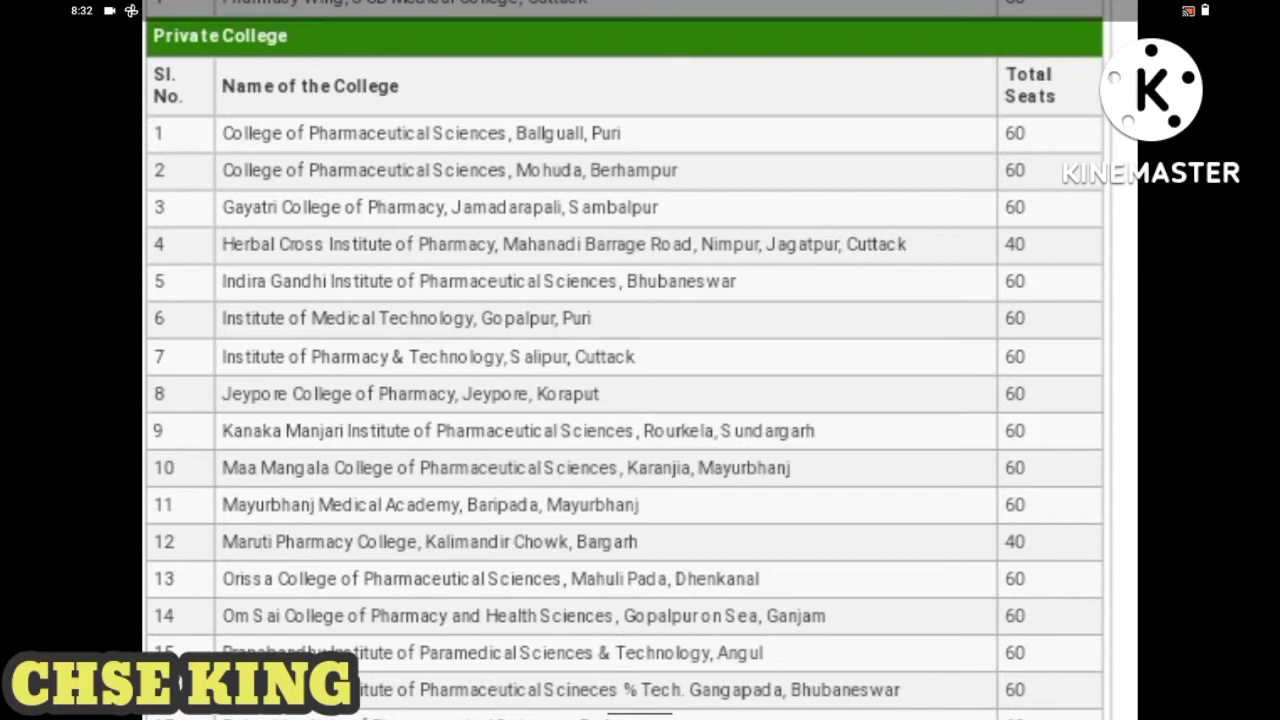 8:32
Private College
Sl. No. Name of the College Total Seats
1 College of Pharmaceutical Sciences, Ballguall, Puri 60
2 College of Pharmaceutical Sciences, Mohuda, Berhampur 60
3 Gayatri College of Pharmacy, Jamadarapali, Sambalpur 60
4 Herbal Cross Institute of Pharmacy, Mahanadi Barrage Road, Nimpur, Jagatpur, Cuttack 40
5 Indira Gandhi Institute of Pharmaceutical Sciences, Bhubaneswar 60
6 Institute of Medical Technology, Gopalpur, Puri 60
7 Institute of Pharmacy & Technology, Salipur, Cuttack 60
8 Jeypore College of Pharmacy, Jeypore, Koraput 60
9 Kanaka Manjari Institute of Pharmaceutical Sciences, Rourkela, Sundargarh 60
10 Maa Mangala College of Pharmaceutical Sciences, Karanjia, Mayurbhanj 60
11 Mayurbhanj Medical Academy, Baripada, Mayurbhanj 60
12 Maruti Pharmacy College, Kalimandir Chowk, Bargarh 40
13 Orissa College of Pharmaceutical Sciences, Mahuli Pada, Dhenkanal 60
14 Om Sai College of Pharmacy and Health Sciences, Gopalpur on Sea, Ganjam 60
of Paramedical Sciences & Technology, Angul 60
of Pharmaceutical Scineces % Tech. Gangapada, Bhubaneswar 60
K
KINEMASTER
CHSE KING